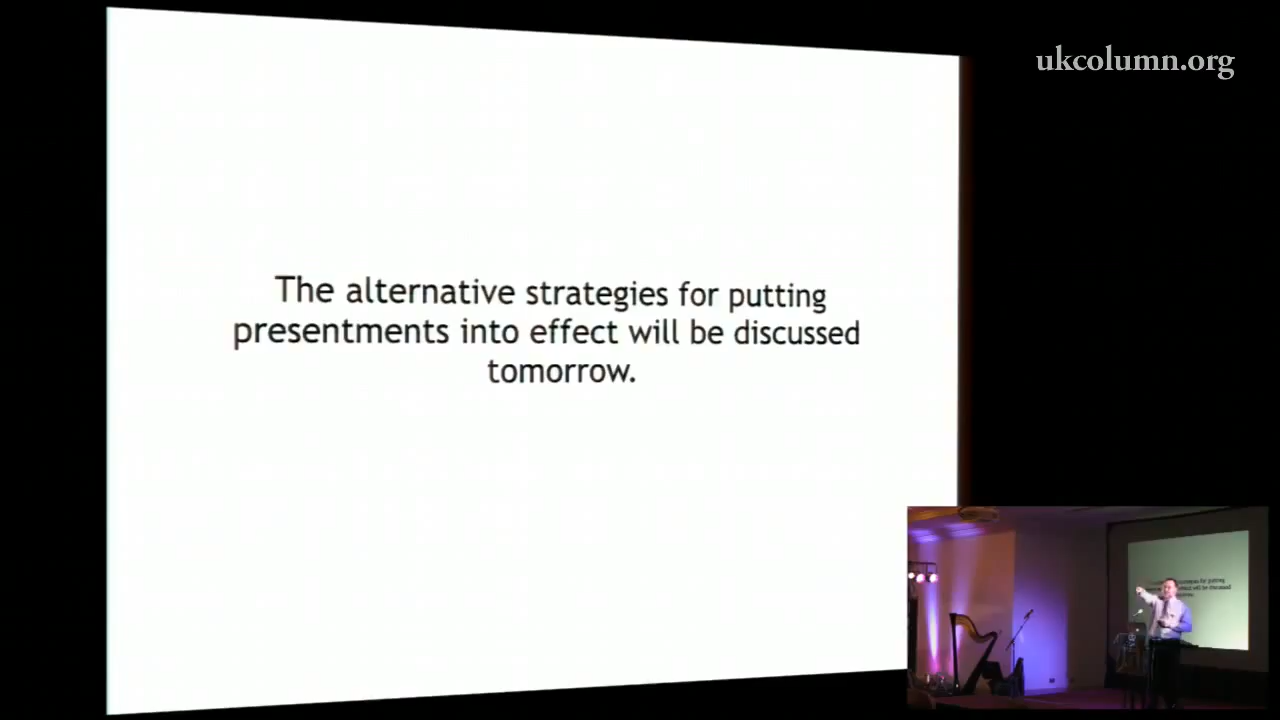 ukcolumn.org
The alternative strategies for putting
presentments into effect will be discussed
tomorrow.